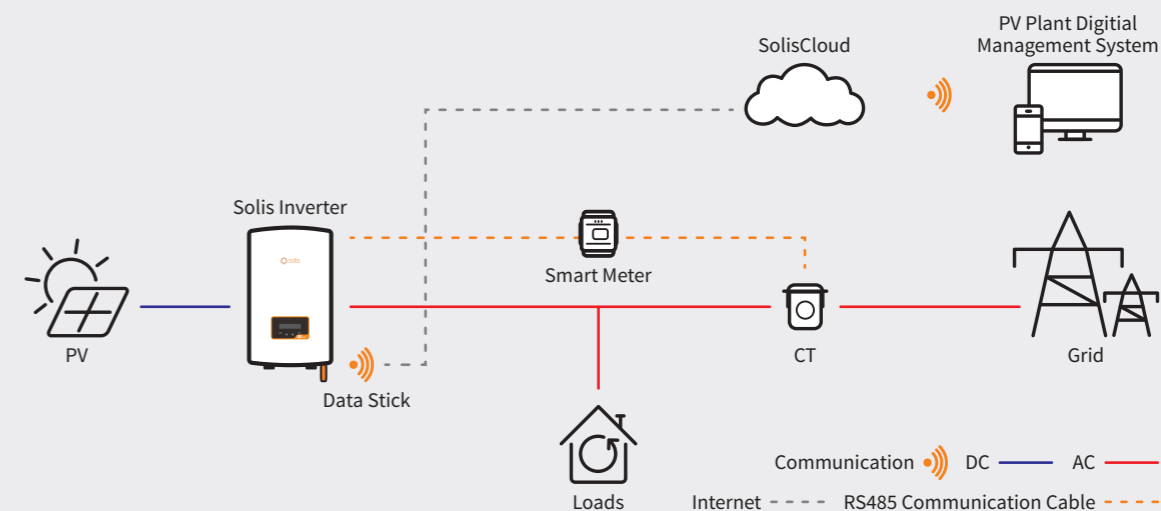 SolisCloud
PV Plant Digitial
Management System
Solis Inverter
solis
Smart Meter
PV
CT
Grid
Data Stick
Loads
Communication DC AC
Internet RS485 Communication Cable